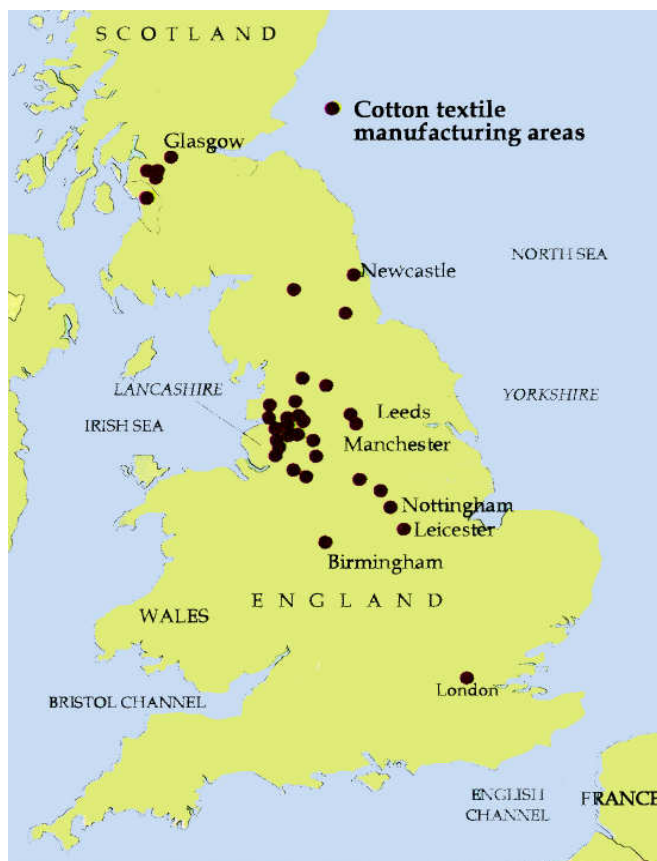 SCOTLAND
Cotton textile
manufacturing areas
Glasgow
NORTH SEA
Newcastle
LANCASHIRE
YORKSHIRE
Leeds
IRISH SEA
Manchester
Nottingham
Leicester
Birmingham
ENGLAND
WALES
London
BRISTOL CHANNEL
ENGLISH
CHANNEL
FRANCE